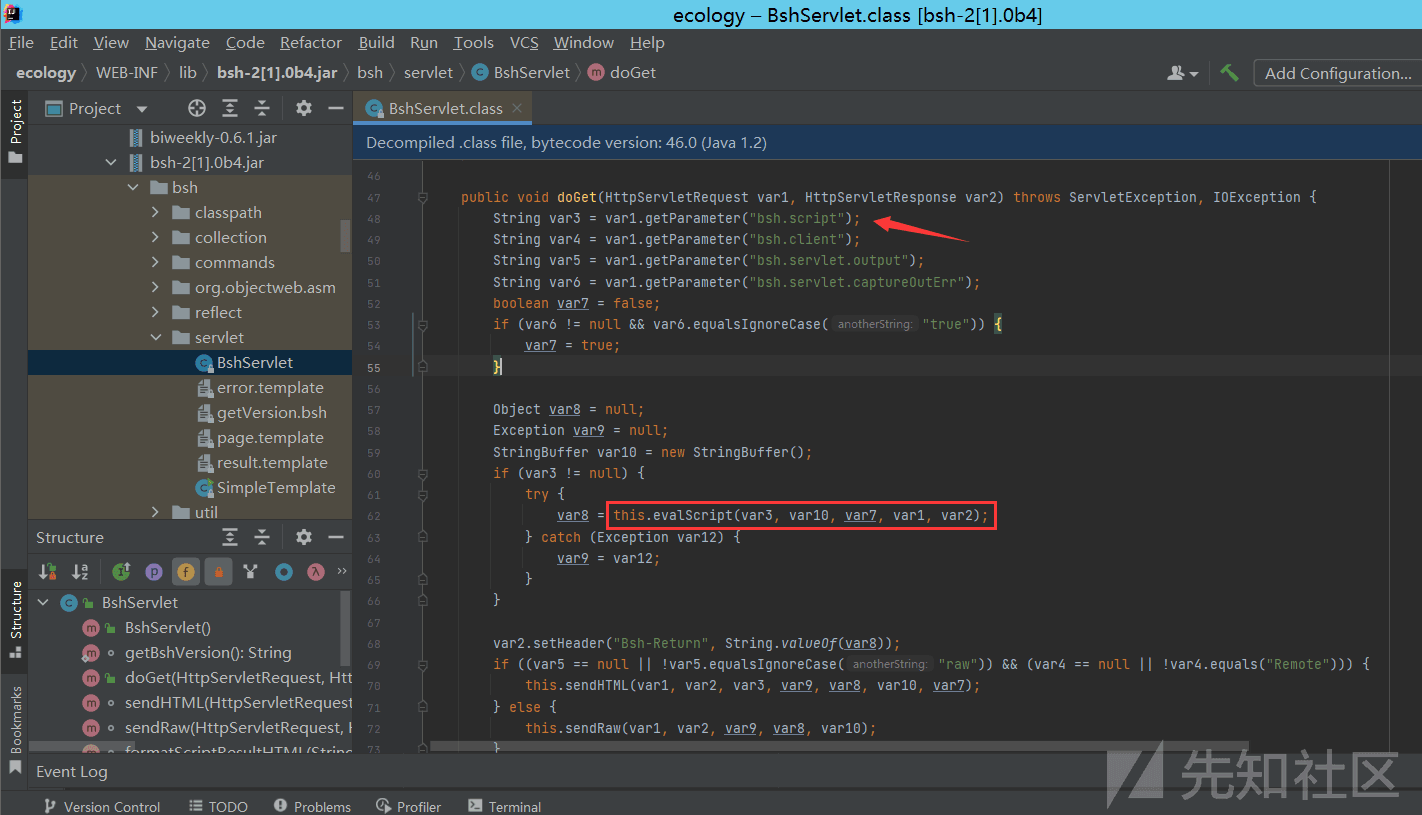 ecology – BshServlet.class [bsh-2[1].0b4]
File Edit View Navigate Code Refactor Build Run Tools VCS Window Help
ecology WEB-INF lib bsh-2[1].0b4.jar bsh servlet BshServlet doGet
Add Configuration...
Project
Project
biweekly-0.6.1.jar
bsh-2[1].0b4.jar
bsh
classpath
collection
commands
org.objectweb.asm
reflect
servlet
BshServlet
error.template
getVersion.bsh
page.template
result.template
SimpleTemplate
util
Structure
Structure
BshServlet
BshServlet()
getBshVersion(): String
doGet(HttpServletRequest, Htt
sendHTML(HttpServletRequest
sendRaw(HttpServletRequest, H
formatScriptResultHTML(String
Bookmarks
BshServlet.class
Decompiled .class file, bytecode version: 46.0 (Java 1.2)
46
47 public void doGet(HttpServletRequest var1, HttpServletResponse var2) throws ServletException, IOException {
48 String var3 = var1.getParameter("bsh.script");
49 String var4 = var1.getParameter("bsh.client");
50 String var5 = var1.getParameter("bsh.servlet.output");
51 String var6 = var1.getParameter("bsh.servlet.captureOutErr");
52 boolean var7 = false;
53 if (var6 != null && var6.equalsIgnoreCase( anotherString: "true")) {
54 var7 = true;
55 }
56
57 Object var8 = null;
58 Exception var9 = null;
59 StringBuffer var10 = new StringBuffer();
60 if (var3 != null) {
61 try {
62 var8 = this.evalScript(var3, var10, var7, var1, var2);
63 } catch (Exception var12) {
64 var9 = var12;
65 }
66 }
67
68 var2.setHeader("Bsh-Return", String.valueOf(var8));
69 if ((var5 == null || !var5.equalsIgnoreCase( anotherString: "raw")) && (var4 == null || !var4.equals("Remote"))) {
70 this.sendHTML(var1, var2, var3, var9, var8, var10, var7);
71 } else {
72 this.sendRaw(var1, var2, var9, var8, var10);
73 }
Event Log
Version Control TODO Problems Profiler Terminal
先知社区